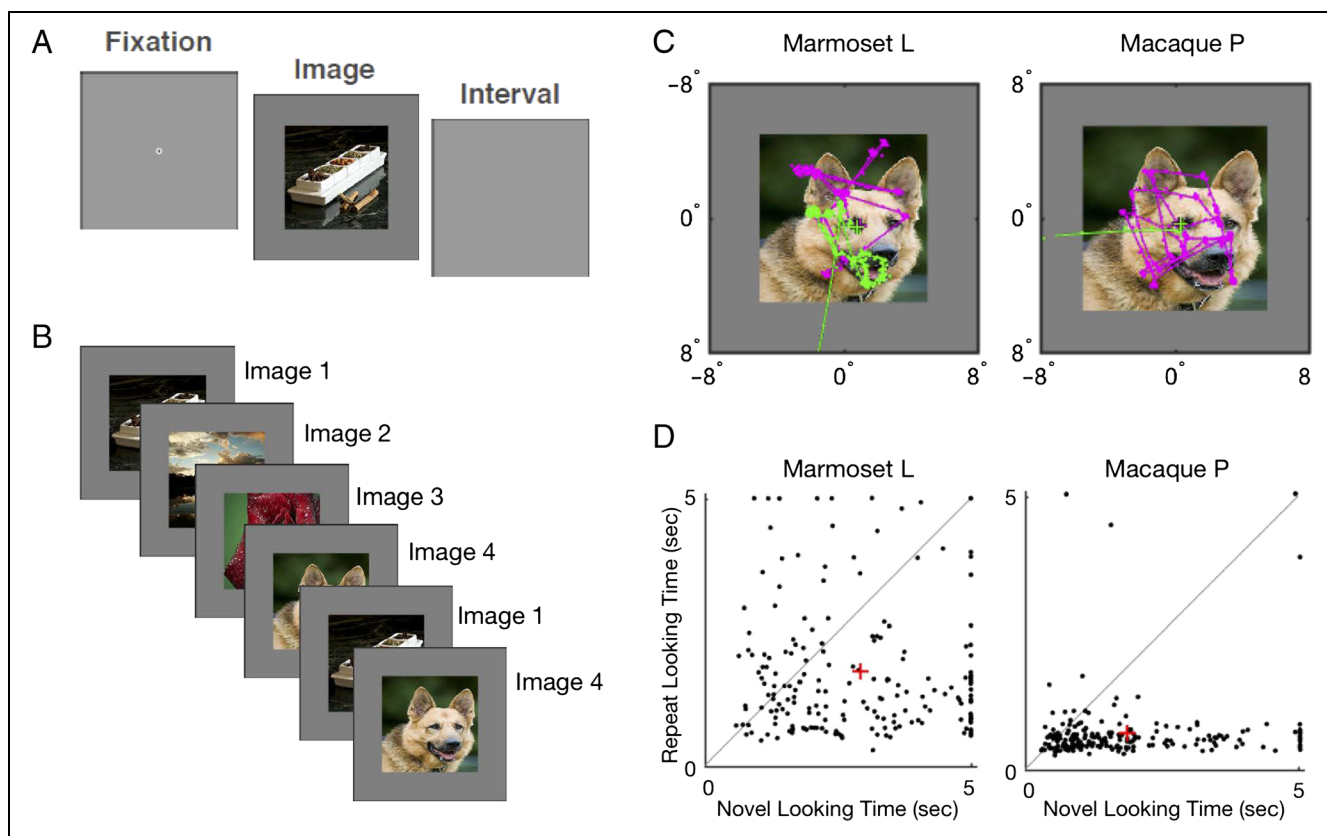 A
Fixation
Image
Interval
B
Image 1
Image 2
Image 3
Image 4
Image 1
Image 4
C
Marmoset L
Macaque P
-8°
0°
8°
-8°
0°
8°
0°
8°
-8°
0°
8
D
Marmoset L
Macaque P
5
Repeat Looking Time (sec)
0
0
5
Novel Looking Time (sec)
5
0
0
5
Novel Looking Time (sec)